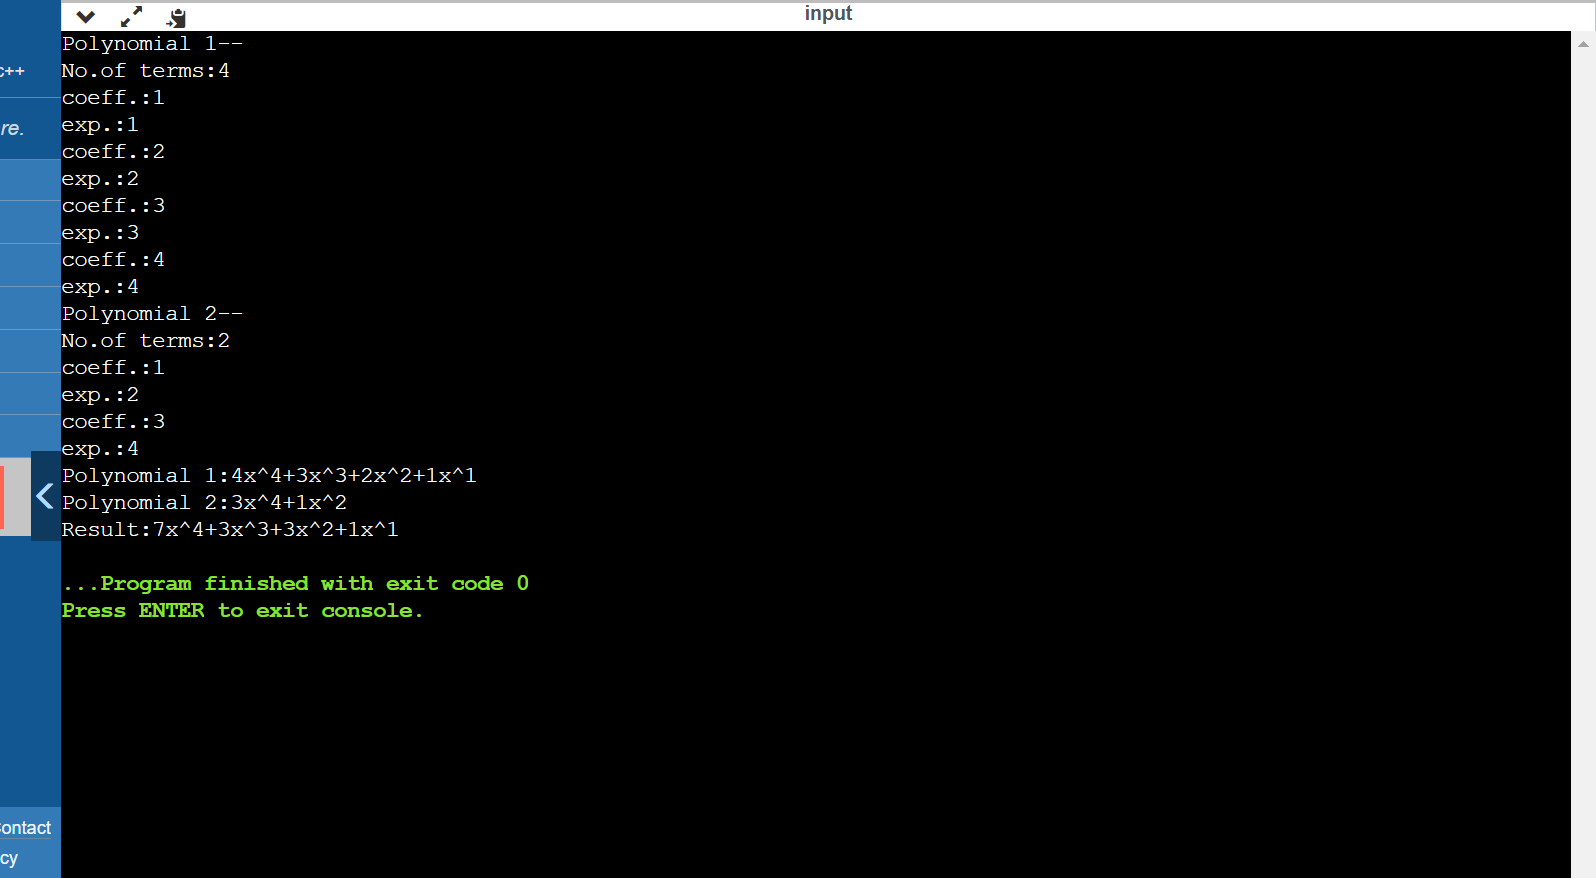 input
c++
re.
Polynomial 1--
No.of terms:4
coeff.:1
exp.:1
coeff.:2
exp.:2
coeff.:3
exp.:3
coeff.:4
exp.:4
Polynomial 2--
No.of terms:2
coeff.:1
exp.:2
coeff.:3
exp.:4
Polynomial 1:4x^4+3x^3+2x^2+1x^1
Polynomial 2:3x^4+1x^2
Result:7x^4+3x^3+3x^2+1x^1
...Program finished with exit code 0
Press ENTER to exit console.
ontact
cy